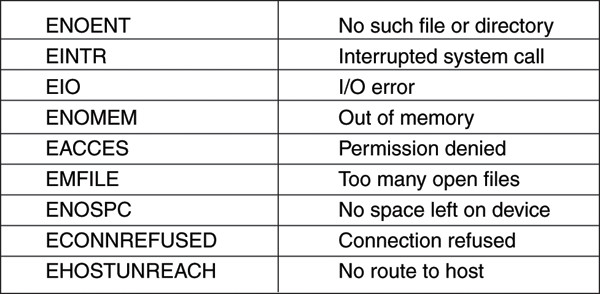 ENOENT No such file or directory
EINTR Interrupted system call
EIO I/O error
ENOMEM Out of memory
EACCES Permission denied
EMFILE Too many open files
ENOSPC No space left on device
ECONNREFUSED Connection refused
EHOSTUNREACH No route to host